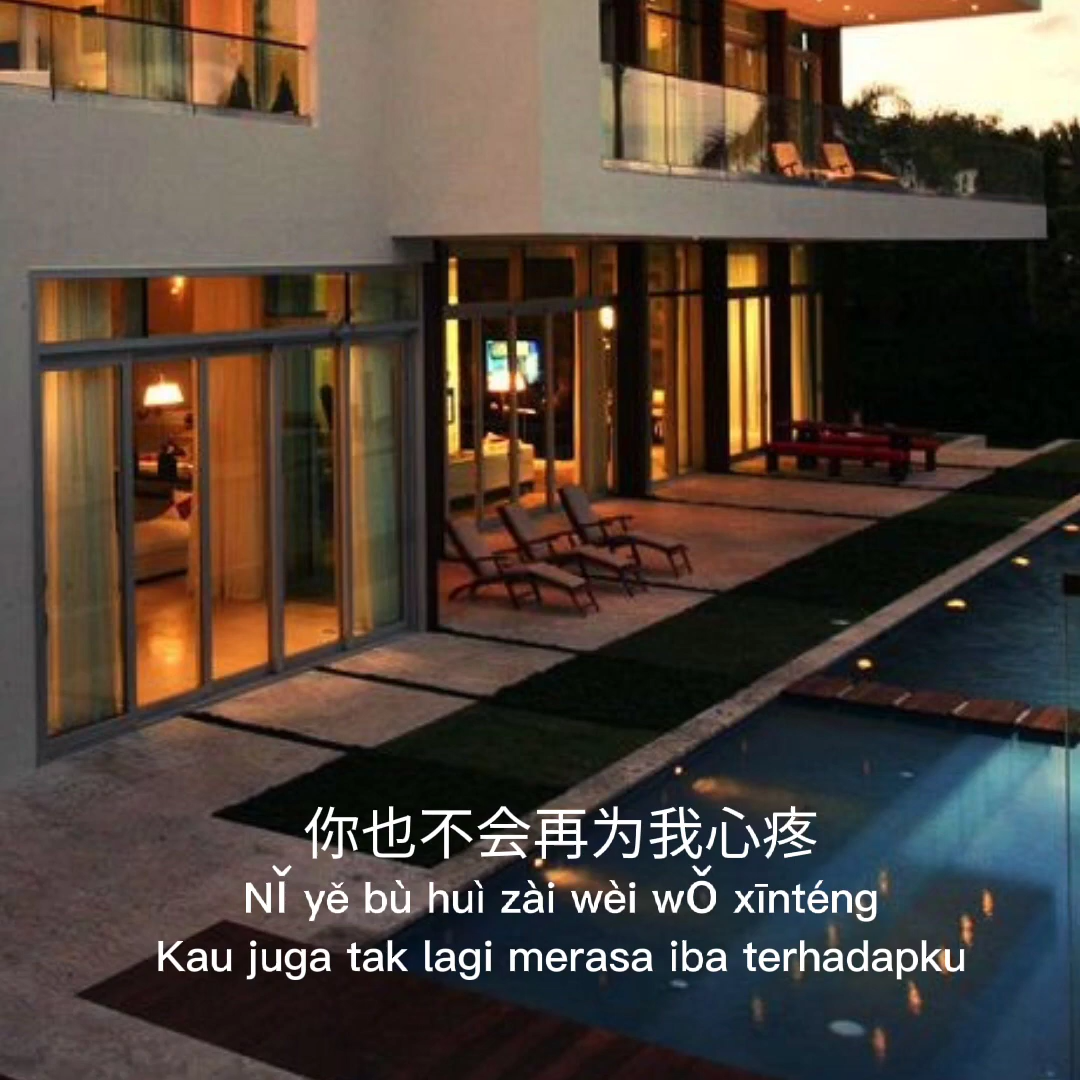 你也不会再为我心疼
NǏ yě bù huì zài wèi wǑ xīnténg
Kau juga tak lagi merasa iba terhadapku